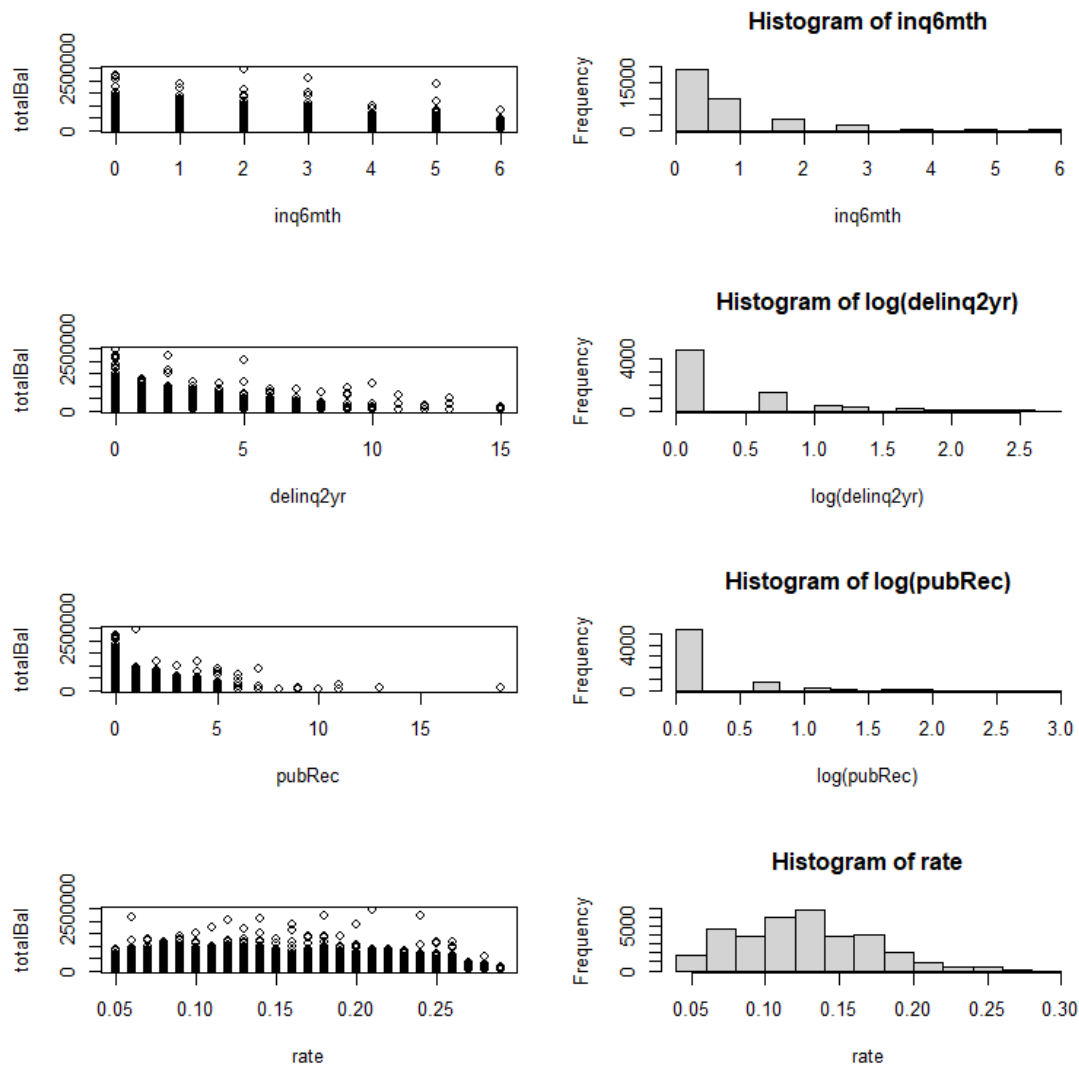 totalBal
0 2500000
0 1 2 3 4 5 6
inq6mth
Histogram of inq6mth
Frequency
0 15000
0 1 2 3 4 5 6
inq6mth
totalBal
0 2500000
0 5 10 15
delinq2yr
Histogram of log(delinq2yr)
Frequency
0 4000
0.0 0.5 1.0 1.5 2.0 2.5
log(delinq2yr)
totalBal
0 2500000
0 5 10 15
pubRec
Histogram of log(pubRec)
Frequency
0 4000
0.0 0.5 1.0 1.5 2.0 2.5 3.0
log(pubRec)
totalBal
0 2500000
0.05 0.10 0.15 0.20 0.25
rate
Histogram of rate
Frequency
0 5000
0.05 0.10 0.15 0.20 0.25 0.30
rate